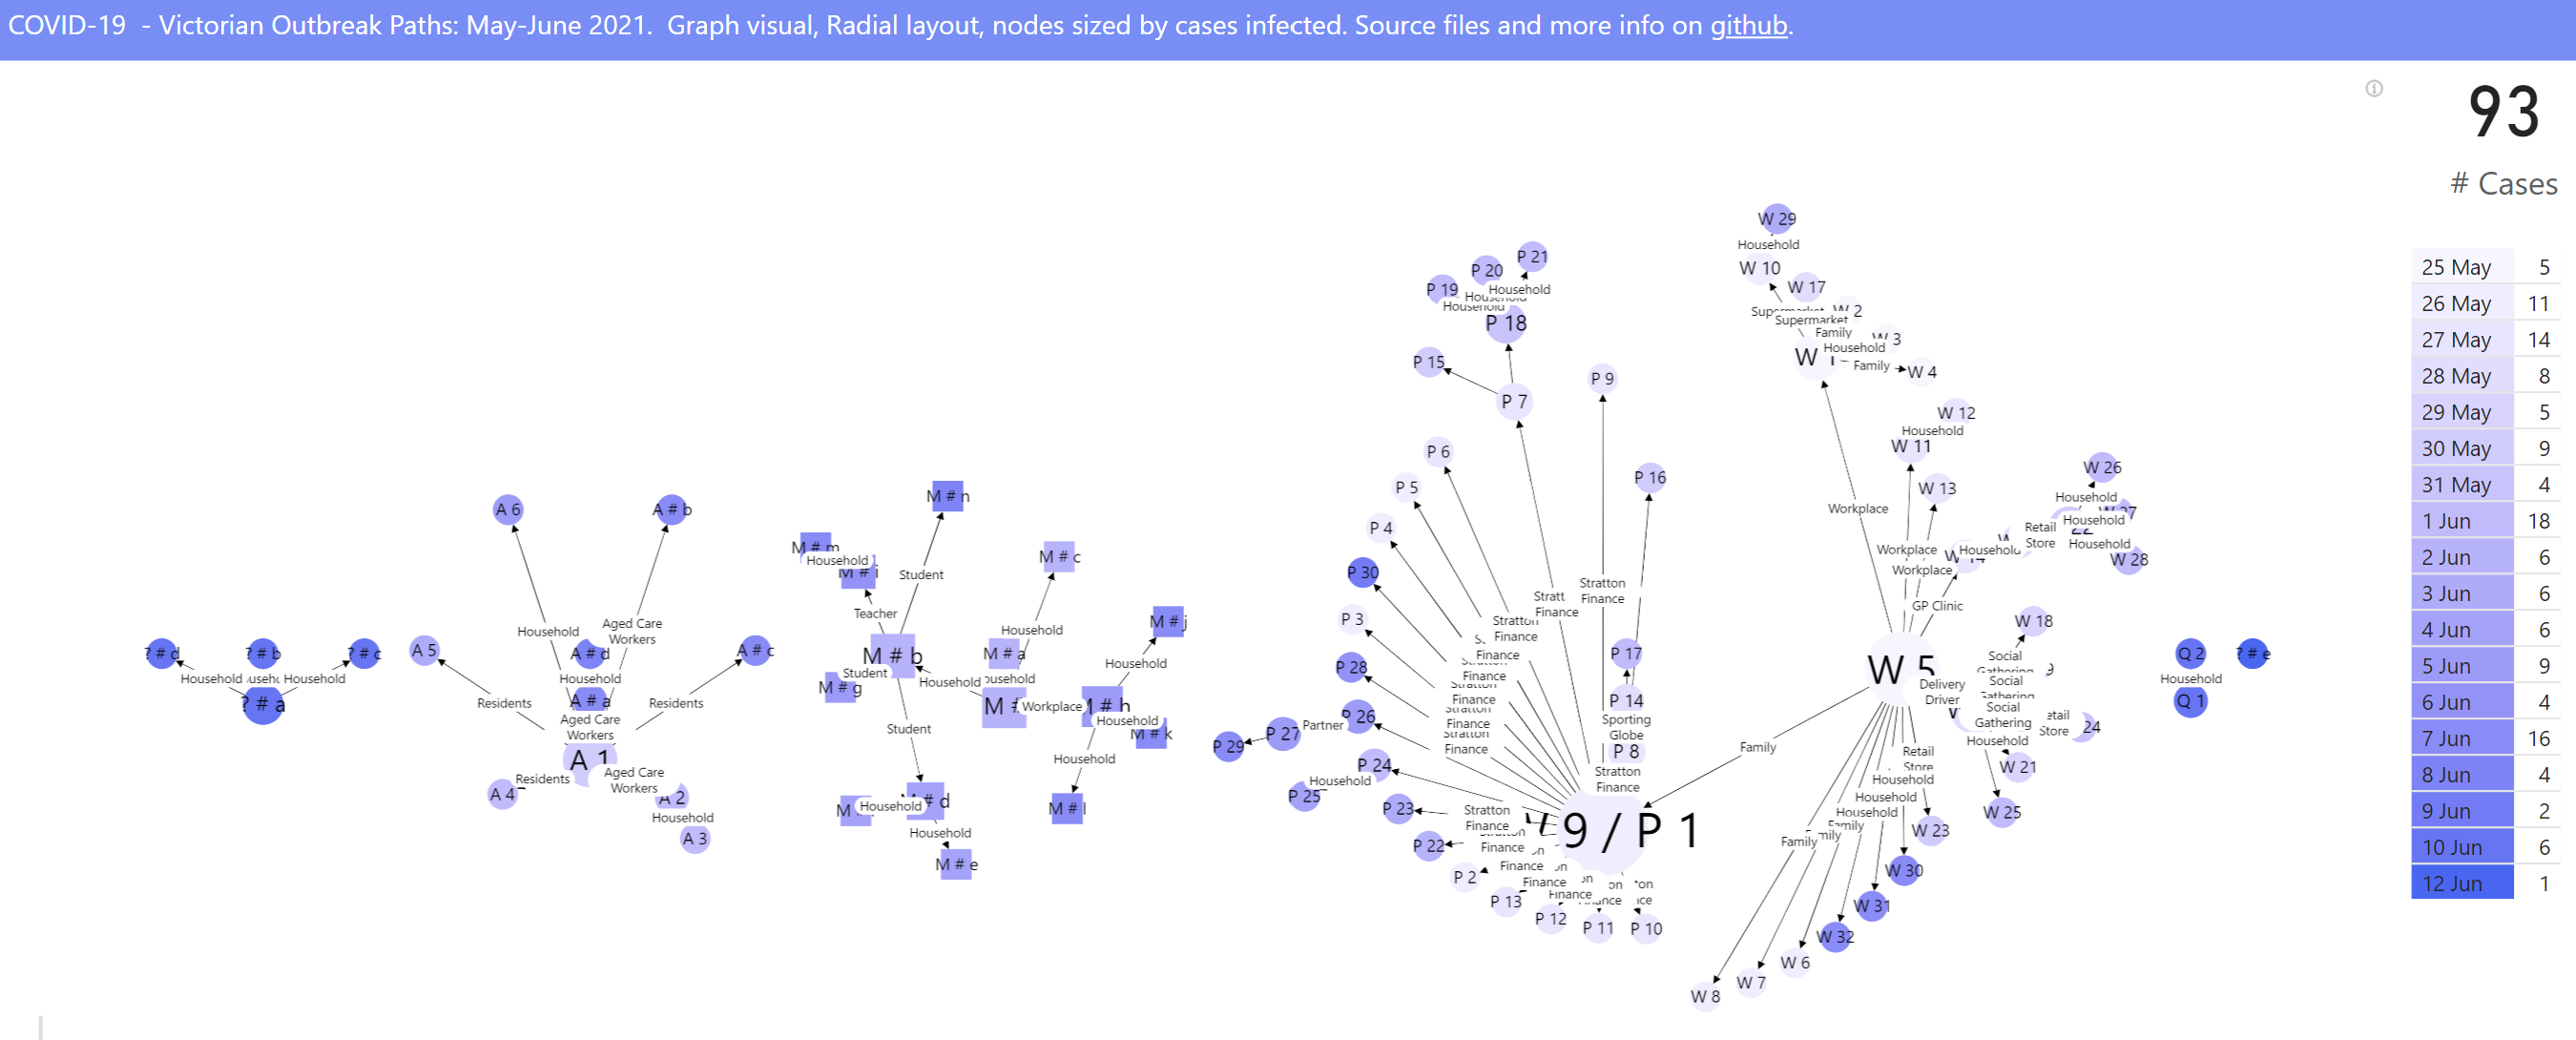 COVID-19 - Victorian Outbreak Paths: May-June 2021. Graph visual, Radial layout, nodes sized by cases infected. Source files and more info on github.
93
# Cases
25 May 5
26 May 11
27 May 14
28 May 8
29 May 5
30 May 9
31 May 4
1 Jun 18
2 Jun 6
3 Jun 6
4 Jun 6
5 Jun 9
6 Jun 4
7 Jun 16
8 Jun 4
9 Jun 2
10 Jun 6
12 Jun 1
? # d
? # b
? # c
Household
Household
? # a
A 6
A # b
Household
Aged Care
Workers
A 5
A # d
A # c
Household
Residents
A # a
Residents
Aged Care
Workers
A 1
Residents
Aged Care
Workers
A 4
A 2
Household
A 3
M # n
M # m
Household
M # i
Student
Teacher
M # c
Household
M # b
M # a
Student
Household
M # g
Workplace
M # j
Household
Household
M # k
Student
Household
M # l
Household
# d
Household
M # e
P 21
P 20
P 19
Household
P 18
P 15
P 7
P 9
P 6
P 16
P 5
P 4
P 30
Stratton
Finance
P 3
Stratton
Finance
P 28
Finance
Finance
P 17
P 14
P 26
Finance
Sporting
Globe
P 29
P 27
Partner
Finance
P 8
P 24
Household
P 25
Stratton
Finance
P 23
Stratton
Finance
9 / P 1
P 22
Finance
P 2
Finance
Finance
Finance
P 13
P 12
P 11
P 10
W 29
Household
W 10
W 17
Supermarket
Family
W 3
Household
Family
W 4
W 12
Household
W 11
W 13
Workplace
Workplace
Household
Workplace
GP Clinic
Retail
Store
W 26
Household
Household
Household
W 28
W 5
W 18
Social
Gathering
Social
Gathering
Social
Gathering
Delivery
Driver
Store
24
Household
W 21
W 25
Family
Retail
Store
Household
Household
Household
Family
W 23
W 30
W 31
W 32
W 6
W 7
W 8
Q 2
Household
Q 1
? # e